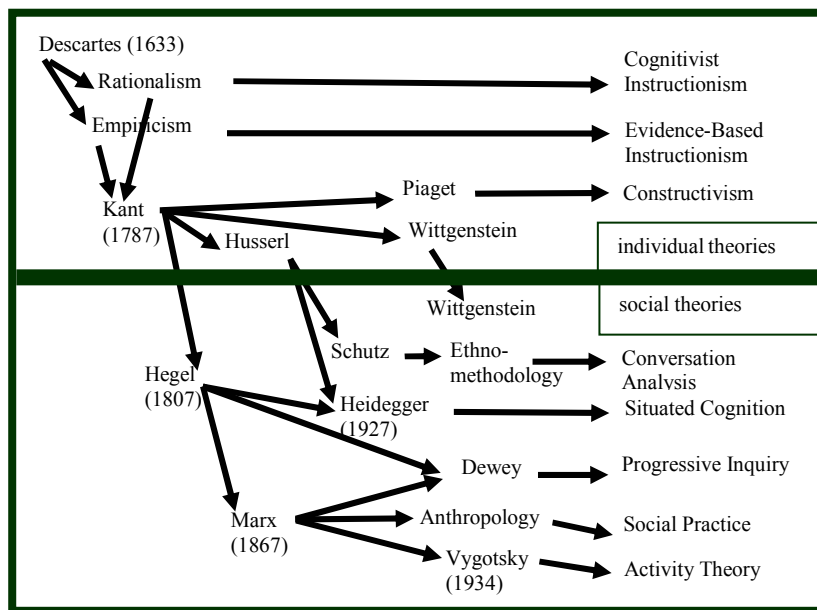 Descartes (1633)
Rationalism
Cognitivist
Instructionism
Empiricism
Evidence-Based
Instructionism
Piaget
Constructivism
Kant
(1787)
Husserl
Wittgenstein
individual theories
Wittgenstein
social theories
Schutz
Ethno-
methodology
Conversation
Analysis
Hegel
(1807)
Heidegger
(1927)
Situated Cognition
Dewey
Progressive Inquiry
Marx
(1867)
Anthropology
Social Practice
Vygotsky
(1934)
Activity Theory